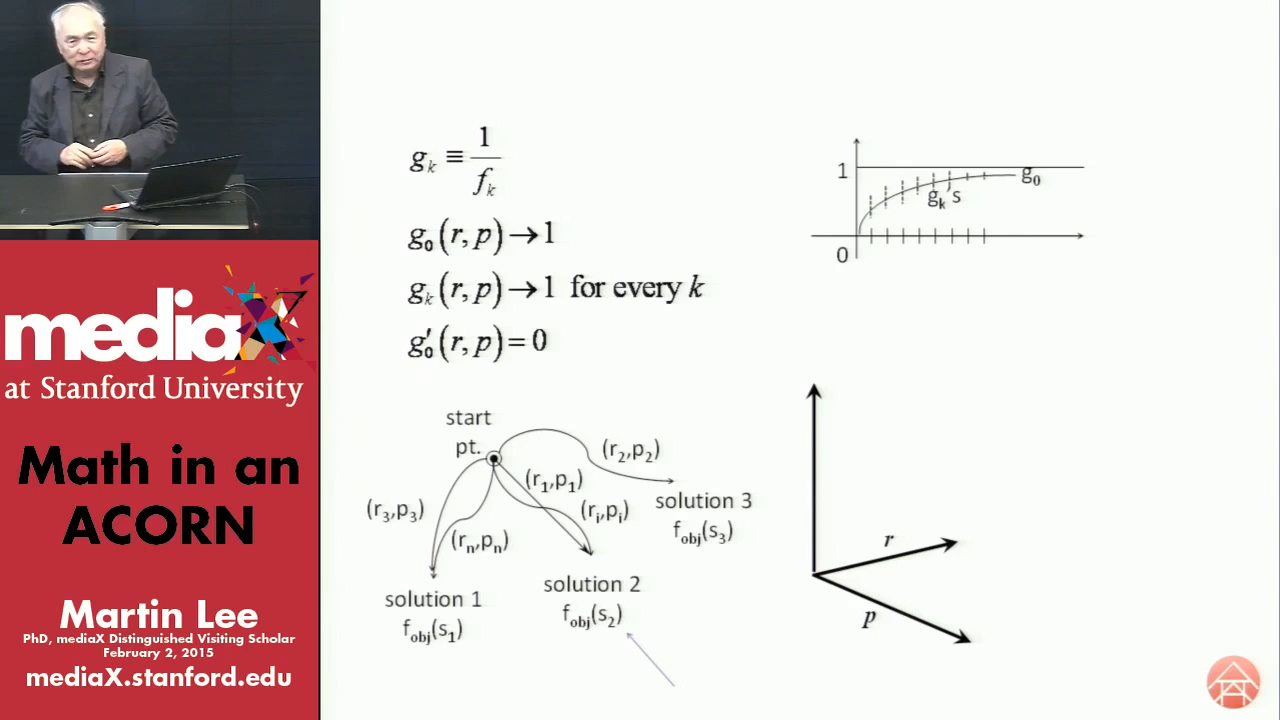 mediaX
at Stanford University
Math in an
ACORN
Martin Lee
PhD, mediaX Distinguished Visiting Scholar
February 2, 2015
mediaX.stanford.edu
g_k ≡ 1/f_k
g_0(r, p) → 1
g_k(r, p) → 1 for every k
g′_0(r, p) = 0
1
0
g_k's
g_0
start
pt.
(r_2,p_2)
(r_1,p_1)
(r_3,p_3)
(r_i,p_i)
(r_n,p_n)
solution 3
f_obj(s_3)
solution 2
f_obj(s_2)
solution 1
f_obj(s_1)
r
p